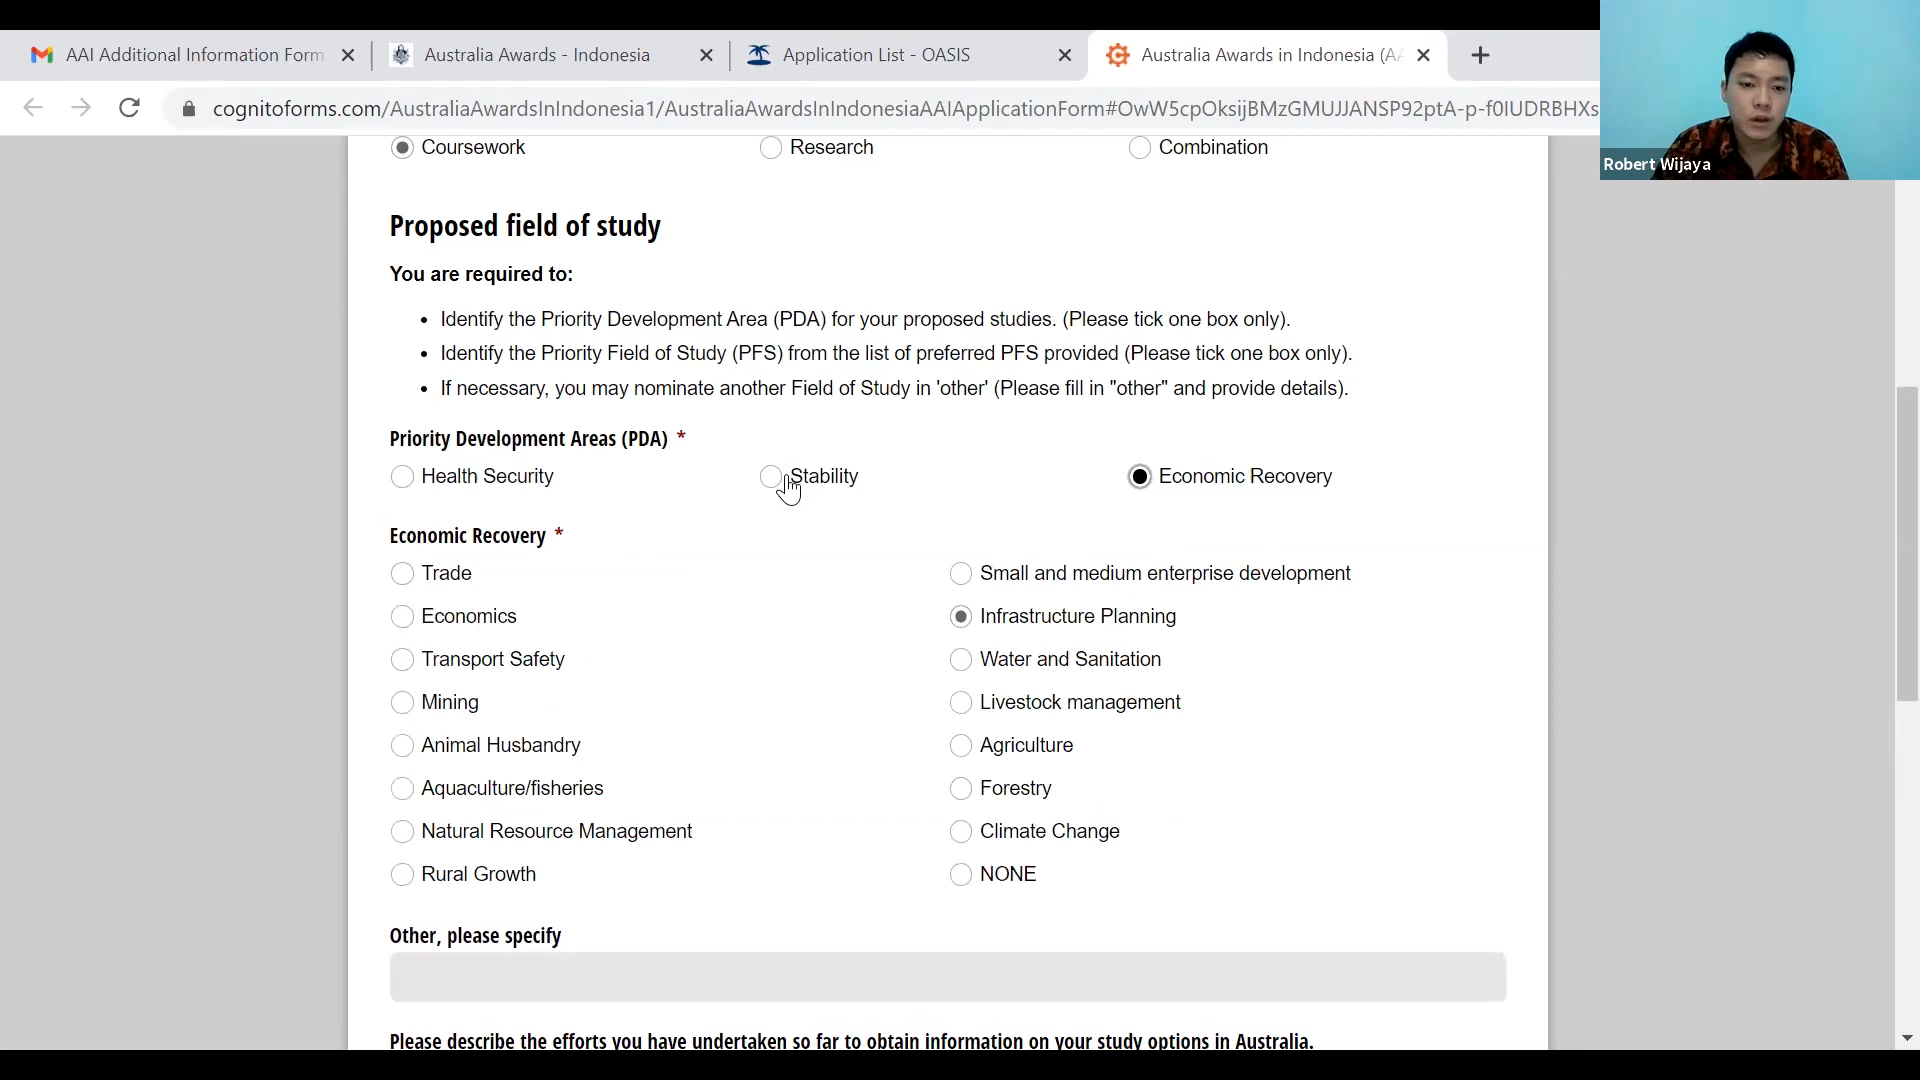 AAI Additional Information Form
Australia Awards - Indonesia
Application List - OASIS
Australia Awards in Indonesia (AA
cognitoforms.com/AustraliaAwardsInIndonesia1/AustraliaAwardsInIndonesiaAAIApplicationForm#OwW5cpOksijBMzGMUJJANSP92ptA-p-f0IUDRBHXs
Robert Wijaya
Coursework Research Combination
Proposed field of study
You are required to:
• Identify the Priority Development Area (PDA) for your proposed studies. (Please tick one box only).
• Identify the Priority Field of Study (PFS) from the list of preferred PFS provided (Please tick one box only).
• If necessary, you may nominate another Field of Study in 'other' (Please fill in "other" and provide details).
Priority Development Areas (PDA) *
Health Security Stability Economic Recovery
Economic Recovery *
Trade Small and medium enterprise development
Economics Infrastructure Planning
Transport Safety Water and Sanitation
Mining Livestock management
Animal Husbandry Agriculture
Aquaculture/fisheries Forestry
Natural Resource Management Climate Change
Rural Growth NONE
Other, please specify
Please describe the efforts you have undertaken so far to obtain information on your study options in Australia.